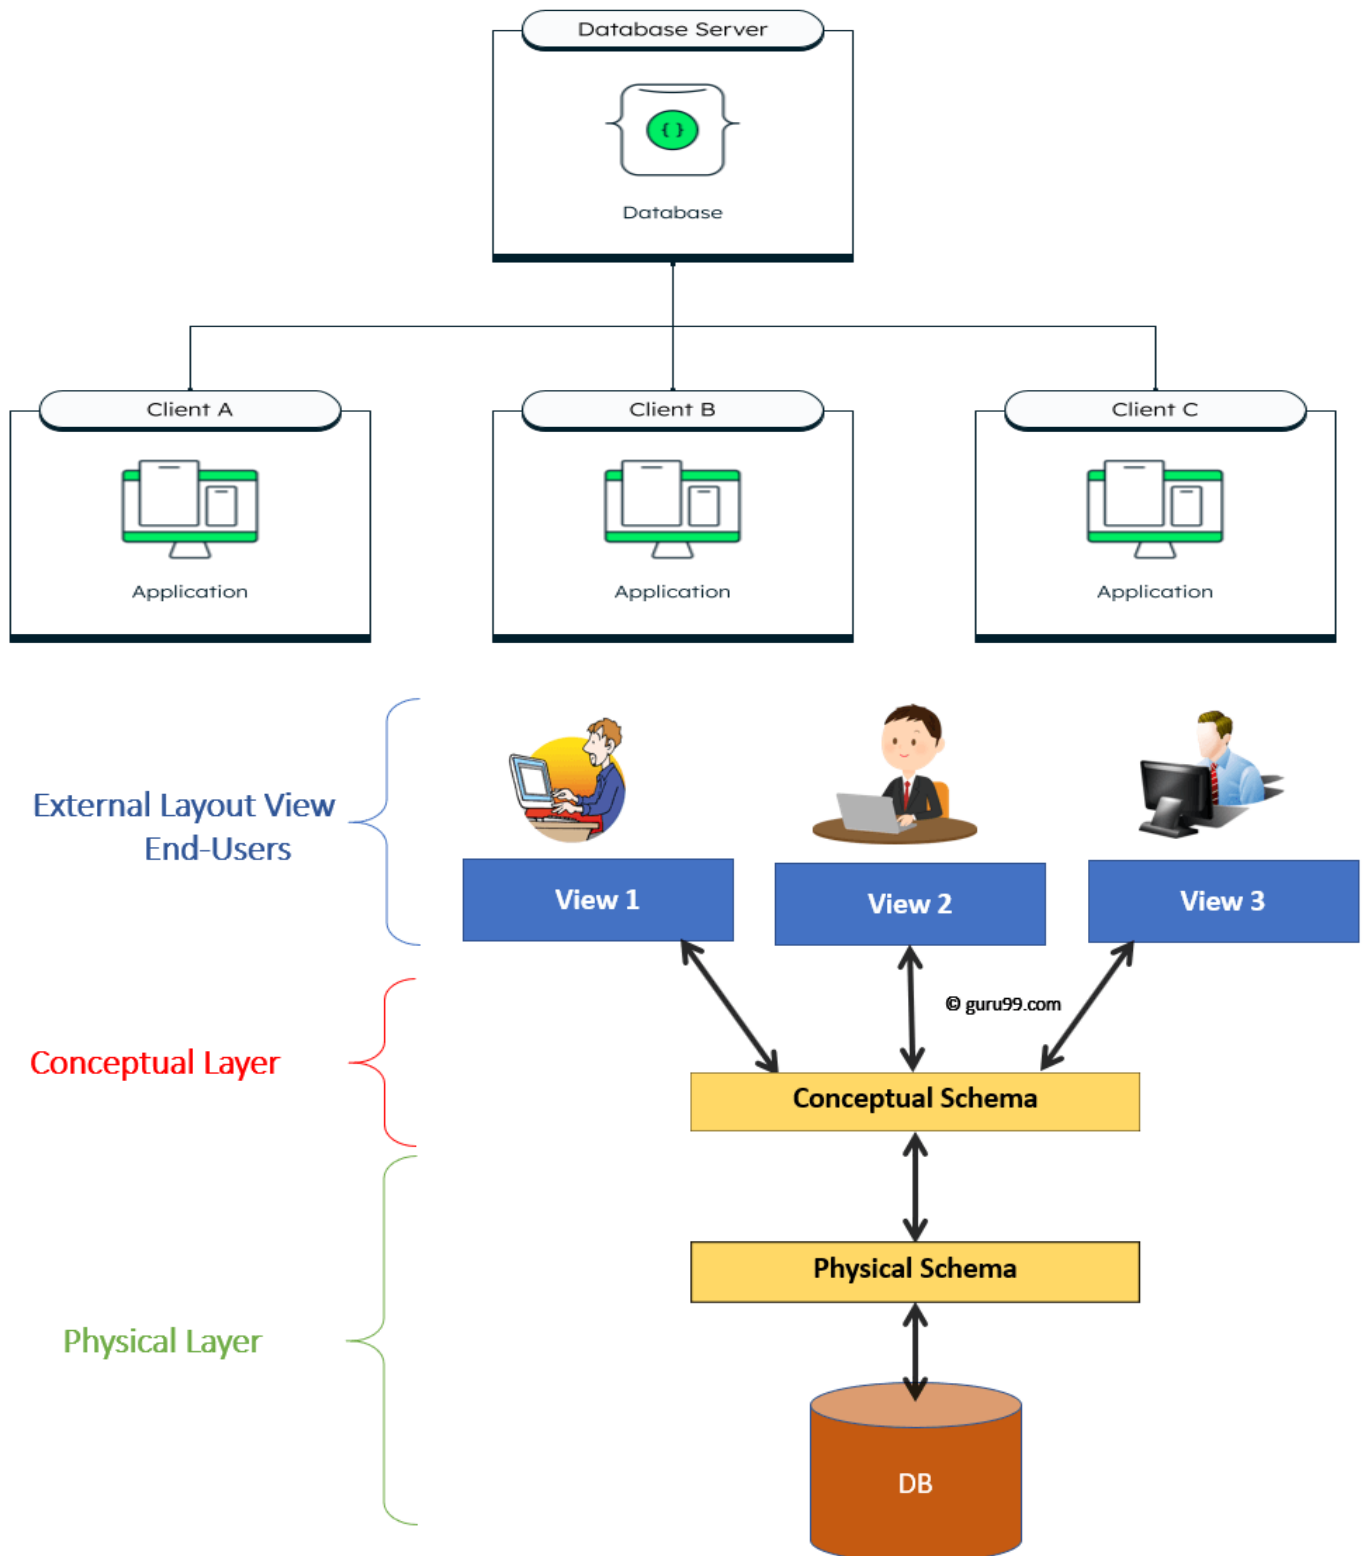 Database Server
{ }
Database
Client A
Client B
Client C
Application
Application
Application
External Layout View
End-Users
View 1
View 2
View 3
© guru99.com
Conceptual Layer
Conceptual Schema
Physical Schema
Physical Layer
DB